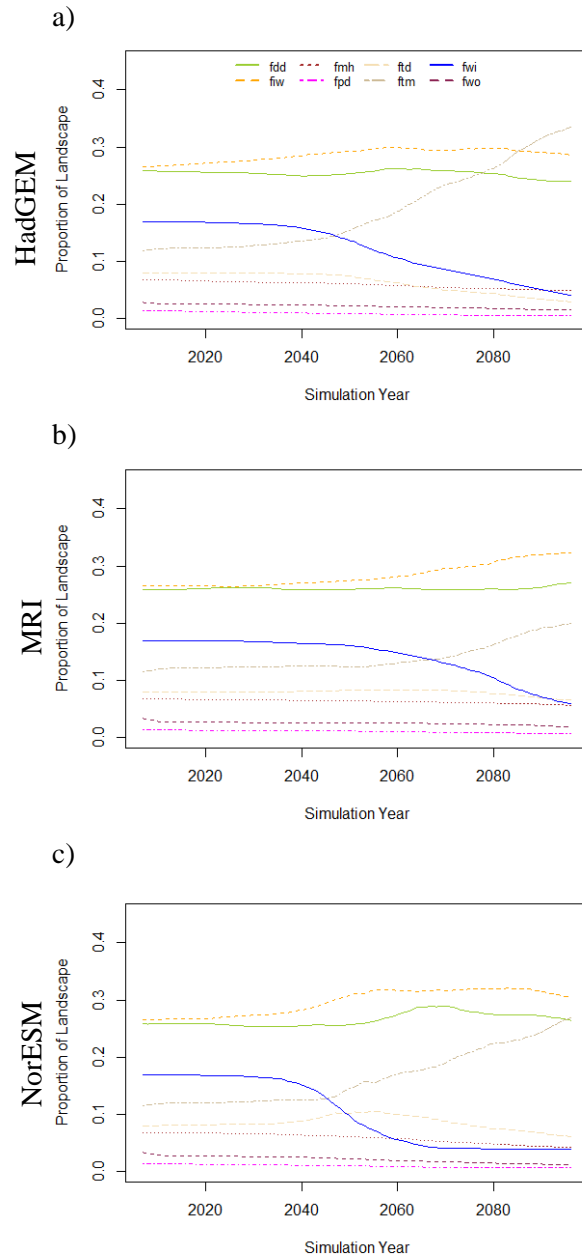 a)
HadGEM
Proportion of Landscape
0.4
0.3
0.2
0.1
0.0
fdd fmh ftd fwi
fiw fpd ftm fwo
2020 2040 2060 2080
Simulation Year
b)
MRI
Proportion of Landscape
0.4
0.3
0.2
0.1
0.0
2020 2040 2060 2080
Simulation Year
c)
NorESM
Proportion of Landscape
0.4
0.3
0.2
0.1
0.0
2020 2040 2060 2080
Simulation Year